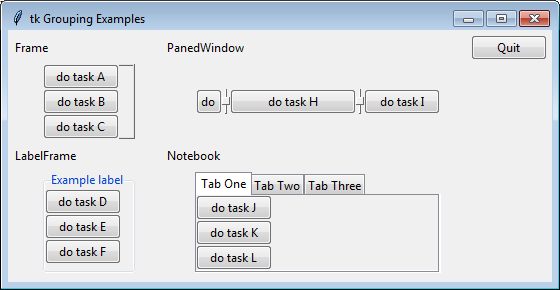 tk Grouping Examples
Frame
PanedWindow
Quit
do task A
do task B
do task C
do
do task H
do task I
LabelFrame
Notebook
Example label
do task D
do task E
do task F
Tab One
Tab Two
Tab Three
do task J
do task K
do task L